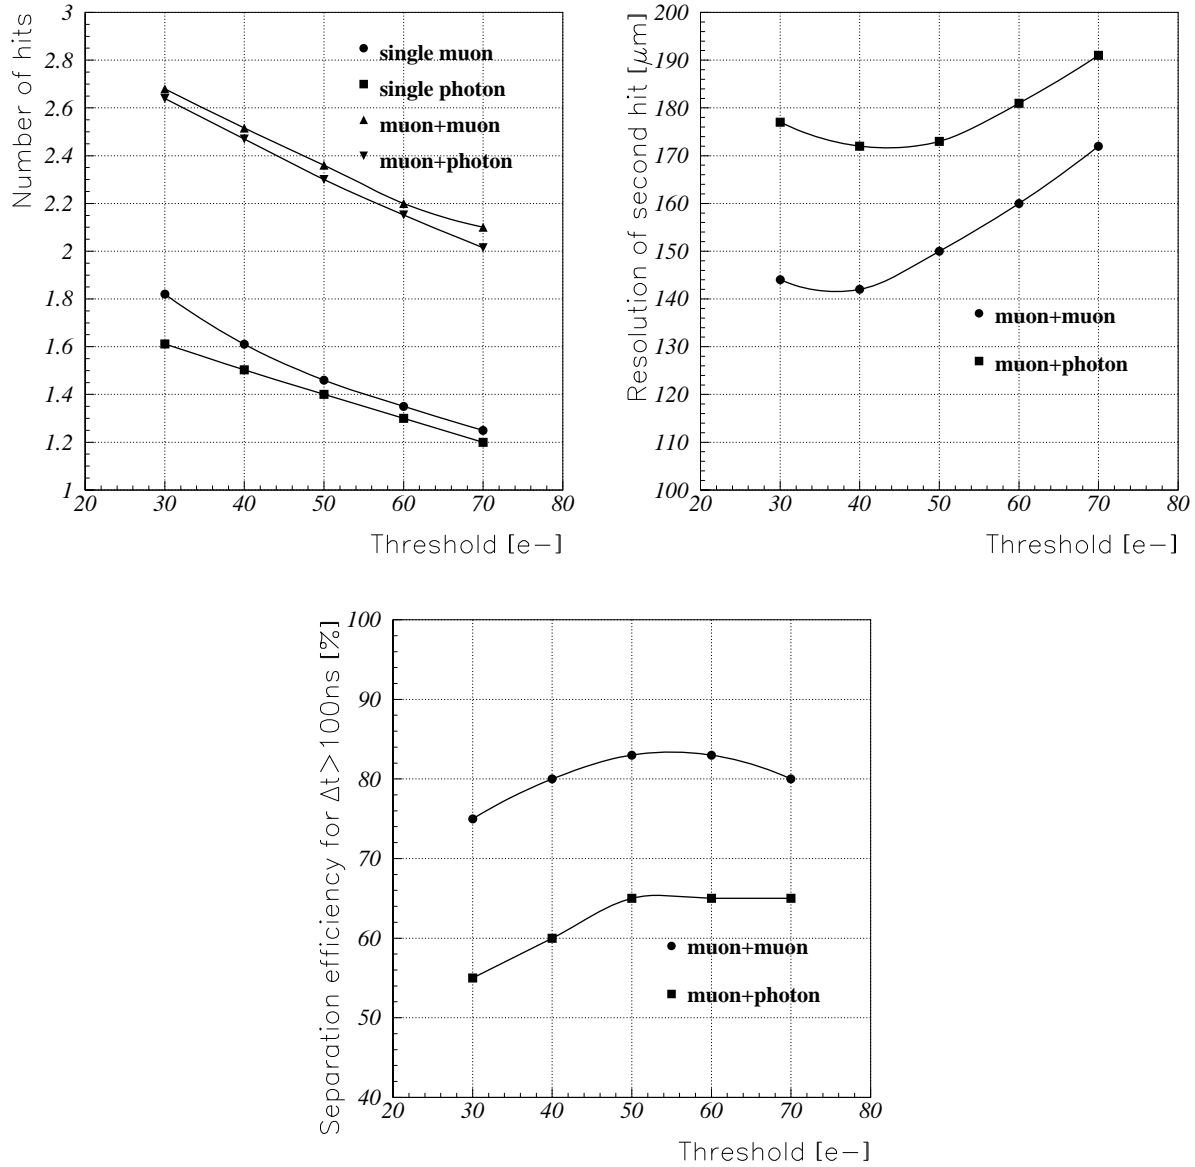 Number of hits
3
2.8
2.6
2.4
2.2
2
1.8
1.6
1.4
1.2
1
single muon
single photon
muon+muon
muon+photon
20 30 40 50 60 70 80
Threshold [e−]
Resolution of second hit [μm]
200
190
180
170
160
150
140
130
120
110
100
muon+muon
muon+photon
20 30 40 50 60 70 80
Threshold [e−]
Separation efficiency for Δt>100ns [%]
100
90
80
70
60
50
40
muon+muon
muon+photon
20 30 40 50 60 70 80
Threshold [e−]